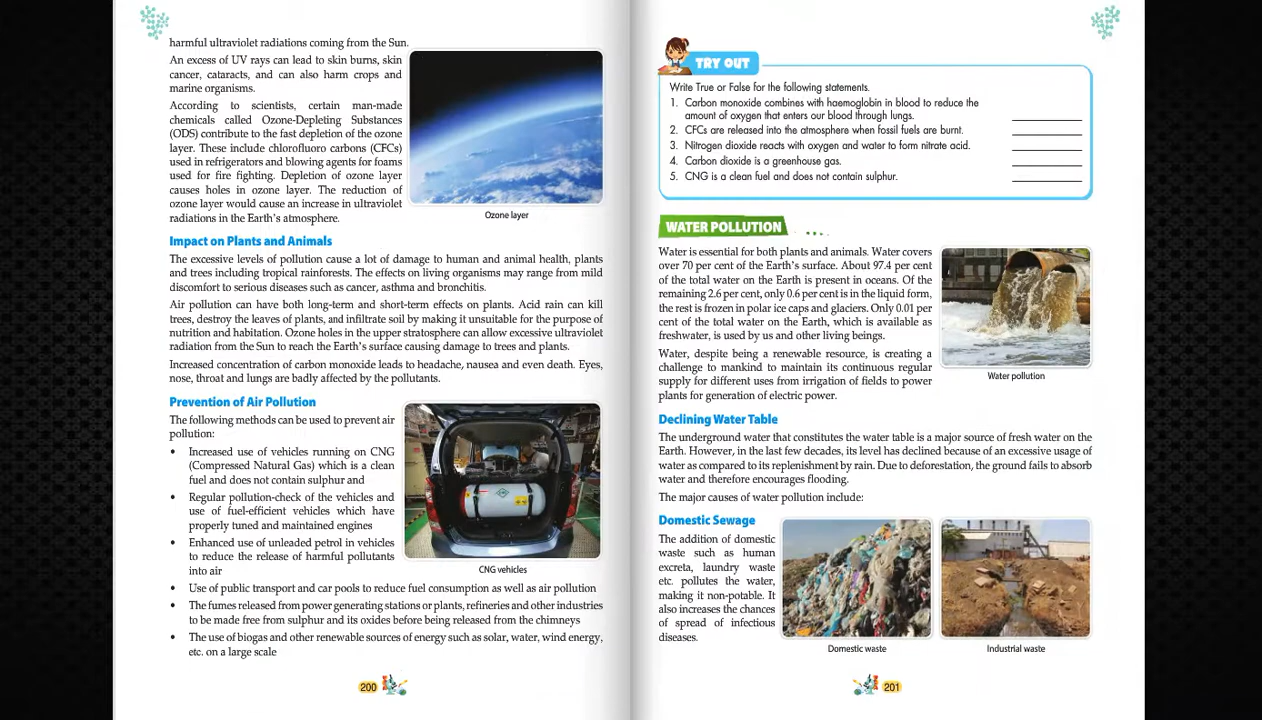 harmful ultraviolet radiations coming from the Sun.
An excess of UV rays can lead to skin burns, skin
cancer, cataracts, and can also harm crops and
marine organisms.
According to scientists, certain man-made
chemicals called Ozone-Depleting Substances
(ODS) contribute to the fast depletion of the ozone
layer. These include chlorofluoro carbons (CFCs)
used in refrigerators and blowing agents for foams
used for fire fighting. Depletion of ozone layer
causes holes in ozone layer. The reduction of
ozone layer would cause an increase in ultraviolet
radiations in the Earth's atmosphere.
Ozone layer
Impact on Plants and Animals
The excessive levels of pollution cause a lot of damage to human and animal health, plants
and trees including tropical rainforests. The effects on living organisms may range from mild
discomfort to serious diseases such as cancer, asthma and bronchitis.
Air pollution can have both long-term and short-term effects on plants. Acid rain can kill
trees, destroy the leaves of plants, and infiltrate soil by making it unsuitable for the purpose of
nutrition and habitation. Ozone holes in the upper stratosphere can allow excessive ultraviolet
radiation from the Sun to reach the Earth's surface causing damage to trees and plants.
Increased concentration of carbon monoxide leads to headache, nausea and even death. Eyes,
nose, throat and lungs are badly affected by the pollutants.
Prevention of Air Pollution
The following methods can be used to prevent air
pollution:
• Increased use of vehicles running on CNG
(Compressed Natural Gas) which is a clean
fuel and does not contain sulphur and
• Regular pollution-check of the vehicles and
use of fuel-efficient vehicles which have
properly tuned and maintained engines
• Enhanced use of unleaded petrol in vehicles
to reduce the release of harmful pollutants
into air
CNG vehicles
• Use of public transport and car pools to reduce fuel consumption as well as air pollution
• The fumes released from power generating stations or plants, refineries and other industries
to be made free from sulphur and its oxides before being released from the chimneys
• The use of biogas and other renewable sources of energy such as solar, water, wind energy,
etc. on a large scale
200
TRY OUT
Write True or False for the following statements.
1. Carbon monoxide combines with haemoglobin in blood to reduce the
amount of oxygen that enters our blood through lungs.
2. CFCs are released into the atmosphere when fossil fuels are burnt.
3. Nitrogen dioxide reacts with oxygen and water to form nitrate acid.
4. Carbon dioxide is a greenhouse gas.
5. CNG is a clean fuel and does not contain sulphur.
WATER POLLUTION
Water is essential for both plants and animals. Water covers
over 70 per cent of the Earth's surface. About 97.4 per cent
of the total water on the Earth is present in oceans. Of the
remaining 2.6 per cent, only 0.6 per cent is in the liquid form,
the rest is frozen in polar ice caps and glaciers. Only 0.01 per
cent of the total water on the Earth, which is available as
freshwater, is used by us and other living beings.
Water, despite being a renewable resource, is creating a
challenge to mankind to maintain its continuous regular
supply for different uses from irrigation of fields to power
plants for generation of electric power.
Water pollution
Declining Water Table
The underground water that constitutes the water table is a major source of fresh water on the
Earth. However, in the last few decades, its level has declined because of an excessive usage of
water as compared to its replenishment by rain. Due to deforestation, the ground fails to absorb
water and therefore encourages flooding.
The major causes of water pollution include:
Domestic Sewage
The addition of domestic
waste such as human
excreta, laundry waste
etc. pollutes the water,
making it non-potable. It
also increases the chances
of spread of infectious
diseases.
Domestic waste
Industrial waste
201